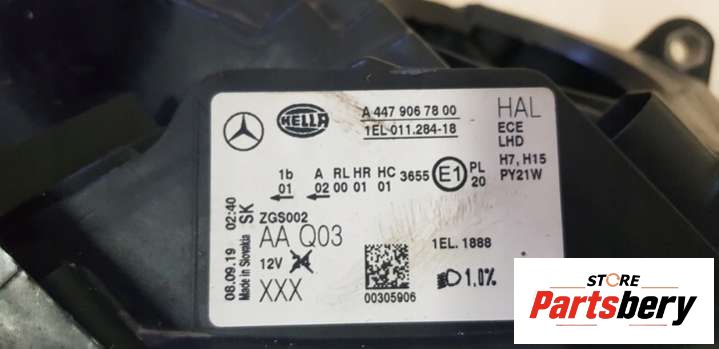 HELLA
A 447 906 78 00
1EL 011.284-18
HAL
ECE
LHD
H7, H15
PY21W
1b A RL HR HC 3655 E1 PL
01 02 00 01 01 20
ZGS002
AA Q03
12V
XXX
08.09.19 02:40
Made in Slovakia SK
00305906
1EL. 1888
1.0%
STORE
Partsbery